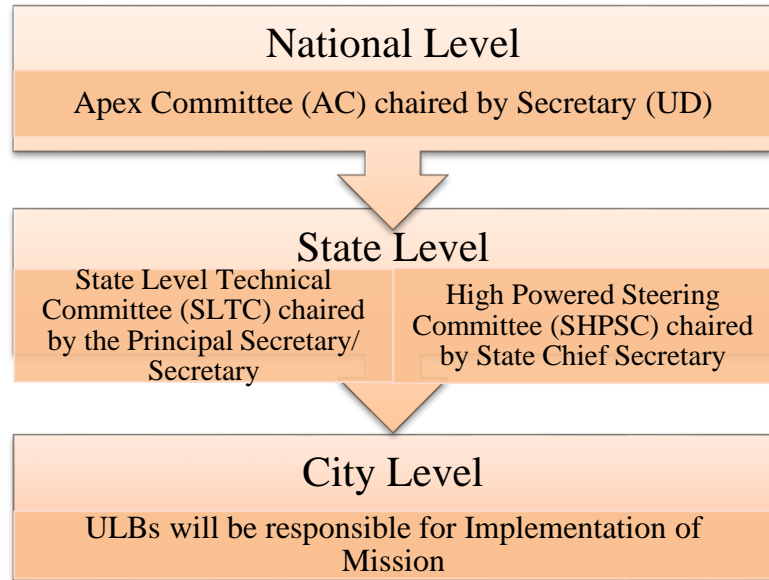 National Level
Apex Committee (AC) chaired by Secretary (UD)
State Level
State Level Technical
Committee (SLTC) chaired
by the Principal Secretary/
Secretary
High Powered Steering
Committee (SHPSC) chaired
by State Chief Secretary
City Level
ULBs will be responsible for Implementation of
Mission